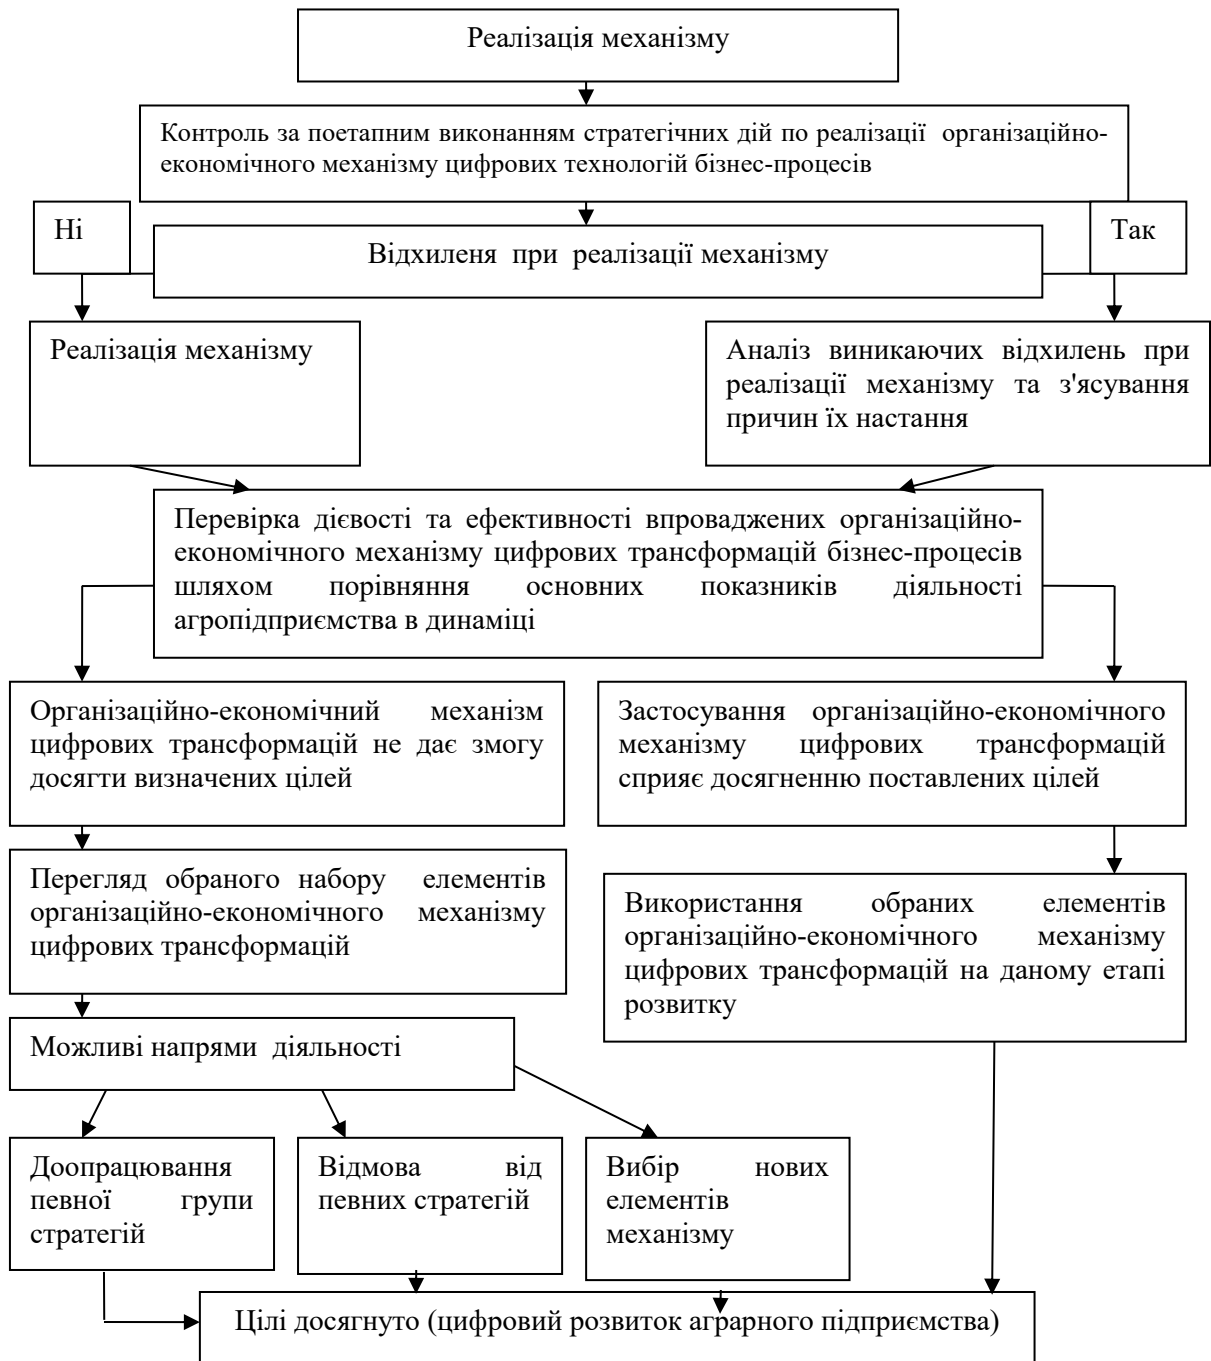 Реалізація механізму
Контроль за поетапним виконанням стратегічних дій по реалізації організаційно-
економічного механізму цифрових технологій бізнес-процесів
Ні
Так
Відхиленя при реалізації механізму
Реалізація механізму
Аналіз виникаючих відхилень при
реалізації механізму та з'ясування
причин їх настання
Перевірка дієвості та ефективності впроваджених організаційно-
економічного механізму цифрових трансформацій бізнес-процесів
шляхом порівняння основних показників діяльності
агропідприємства в динаміці
Організаційно-економічний механізм
цифрових трансформацій не дає змогу
досягти визначених цілей
Застосування організаційно-економічного
механізму цифрових трансформацій
сприяє досягненню поставлених цілей
Перегляд обраного набору елементів
організаційно-економічного механізму
цифрових трансформацій
Використання обраних елементів
організаційно-економічного механізму
цифрових трансформацій на даному етапі
розвитку
Можливі напрями діяльності
Доопрацювання
певної групи
стратегій
Відмова від
певних стратегій
Вибір нових
елементів
механізму
Цілі досягнуто (цифровий розвиток аграрного підприємства)